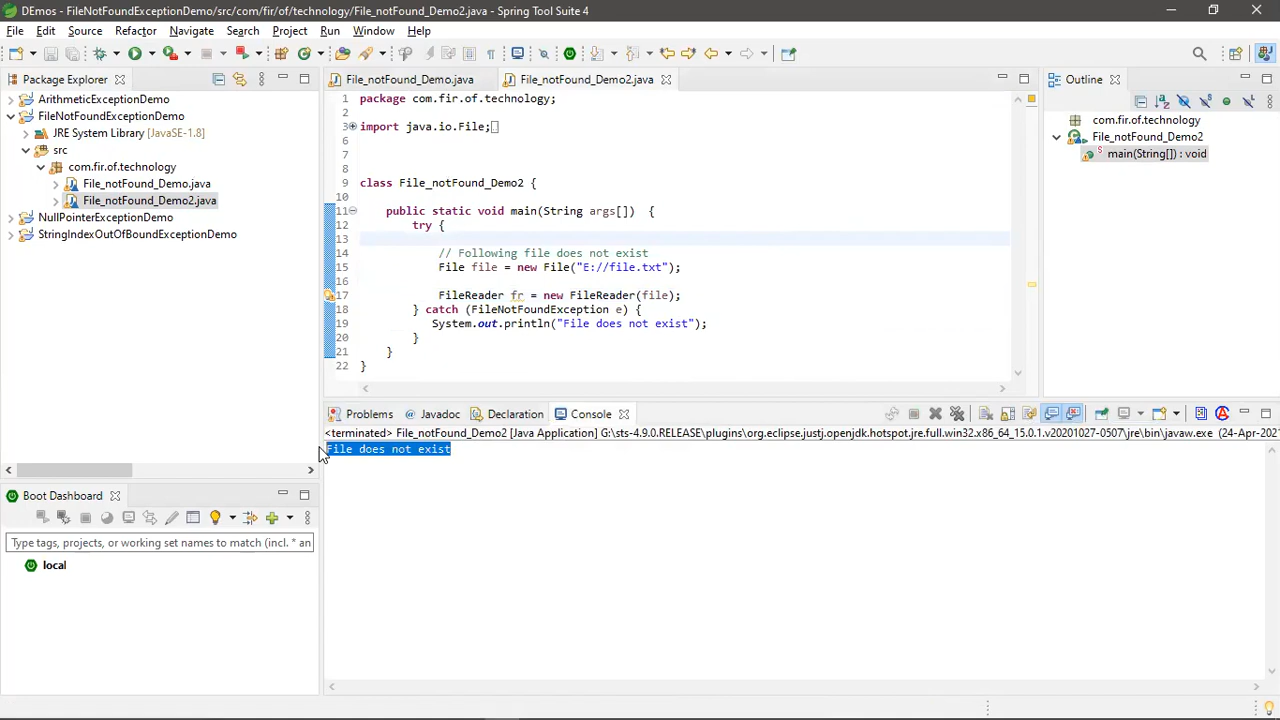 DEmos - FileNotFoundExceptionDemo/src/com/fir/of/technology/File_notFound_Demo2.java - Spring Tool Suite 4
File Edit Source Refactor Navigate Search Project Run Window Help
Package Explorer
ArithmeticExceptionDemo
FileNotFoundExceptionDemo
JRE System Library [JavaSE-1.8]
src
com.fir.of.technology
File_notFound_Demo.java
File_notFound_Demo2.java
NullPointerExceptionDemo
StringIndexOutOfBoundExceptionDemo
File_notFound_Demo.java File_notFound_Demo2.java
1 package com.fir.of.technology;
2
3 import java.io.File;
6
7
8
9 class File_notFound_Demo2 {
10
11 public static void main(String args[]) {
12 try {
13
14 // Following file does not exist
15 File file = new File("E://file.txt");
16
17 FileReader fr = new FileReader(file);
18 } catch (FileNotFoundException e) {
19 System.out.println("File does not exist");
20 }
21 }
22 }
Outline
com.fir.of.technology
File_notFound_Demo2
S main(String[]) : void
Problems @ Javadoc Declaration Console
<terminated> File_notFound_Demo2 [Java Application] G:\sts-4.9.0.RELEASE\plugins\org.eclipse.justj.openjdk.hotspot.jre.full.win32.x86_64_15.0.1.v20201027-0507\jre\bin\javaw.exe (24-Apr-2021
File does not exist
Boot Dashboard
Type tags, projects, or working set names to match (incl. * an
local